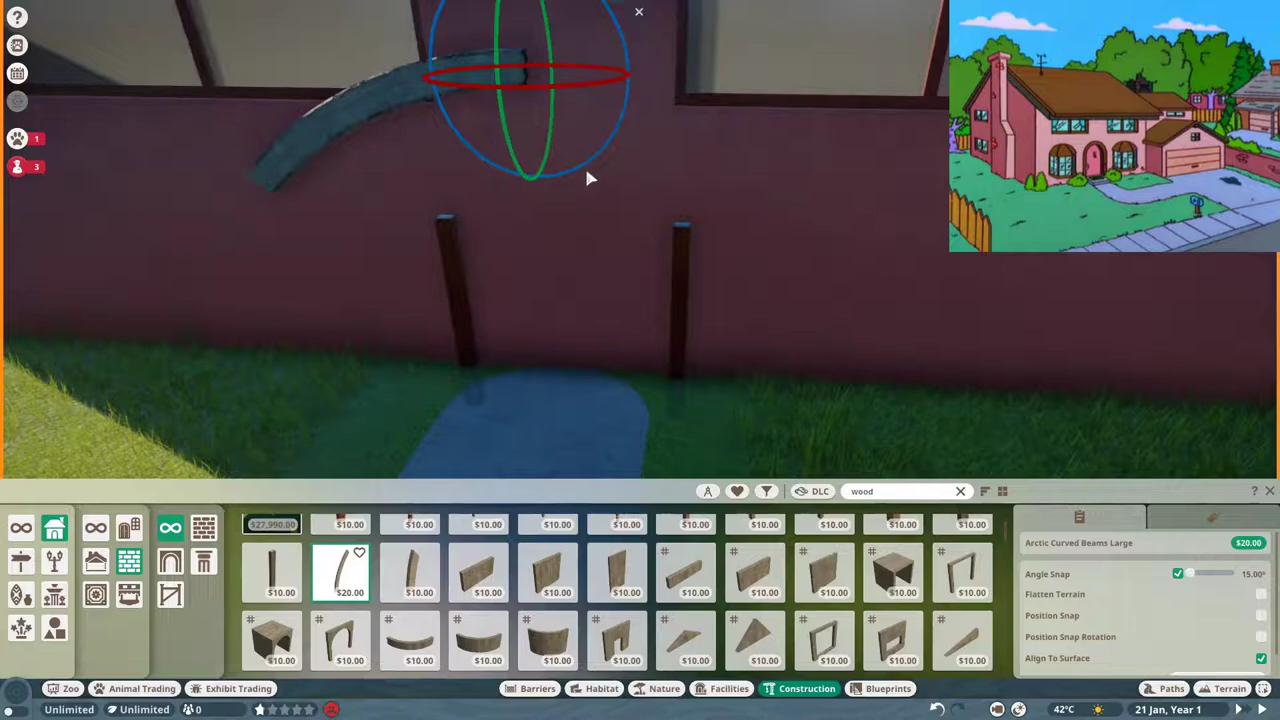 ?
1
3
DLC
wood
?
$27,990.00
$10.00 $10.00 $10.00 $10.00 $10.00 $10.00 $10.00 $10.00 $10.00 $10.00
$10.00 $20.00 $10.00 $10.00 $10.00 $10.00 $10.00 $10.00 $10.00 $10.00 $10.00
$10.00 $10.00 $10.00 $10.00 $10.00 $10.00 $10.00 $10.00 $10.00 $10.00 $10.00
Arctic Curved Beams Large $20.00
Angle Snap 15.00°
Flatten Terrain
Position Snap
Position Snap Rotation
Align To Surface
Zoo Animal Trading Exhibit Trading Barriers Habitat Nature Facilities Construction Blueprints Paths Terrain
Unlimited Unlimited 0 42°C 21 Jan, Year 1